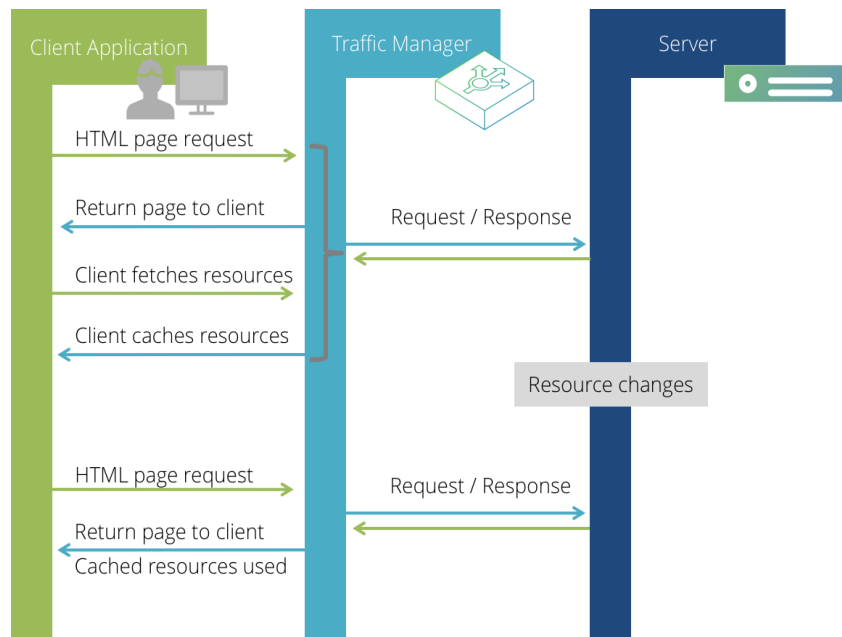 Client Application
Traffic Manager
Server
HTML page request
Return page to client
Request / Response
Client fetches resources
Client caches resources
Resource changes
HTML page request
Request / Response
Return page to client
Cached resources used